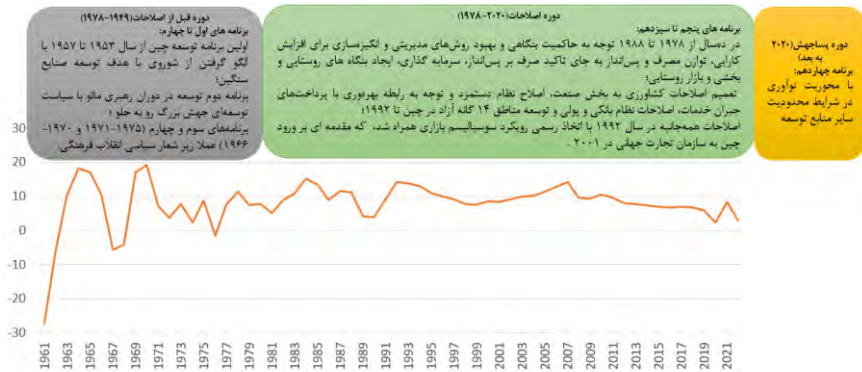 دوره قبل از اصلاحات(۱۹۷۸-۱۹۴۹)
برنامه های اول تا چهارم:
اولین برنامه توسعه چین از سال ۱۹۵۳ تا ۱۹۵۷ با
الگو گرفتن از شوروی با هدف توسعه صنایع
سنگین؛
برنامه دوم توسعه در دوران رهبری مائو با سیاست
توسعه‌ای جهش بزرگ رو به جلو ؛
برنامه‌های سوم و چهارم (۱۹۷۵-۱۹۷۱ و ۱۹۷۰-
۱۹۶۶) عملا زیر شعار سیاسی انقلاب فرهنگی.
دوره اصلاحات(۲۰۲۰-۱۹۷۸)
برنامه های پنجم تا سیزدهم:
در ده‌سال از ۱۹۷۸ تا ۱۹۸۸ توجه به حاکمیت بنگاهی و بهبود روش‌های مدیریتی و انگیزه‌سازی برای افزایش
کارایی، توازن مصرف و پس‌انداز به جای تاکید صرف بر پس‌انداز، سرمایه گذاری، ایجاد بنگاه های روستایی و
بخشی و بازار روستایی؛
تعمیم اصلاحات کشاورزی به بخش صنعت، اصلاح نظام دستمزد و توجه به رابطه بهره‌وری با پرداخت‌های
جبران خدمات، اصلاحات نظام بانکی و پولی و توسعه مناطق ۱۴ گانه آزاد در چین تا ۱۹۹۲؛
اصلاحات همه‌جانبه در سال ۱۹۹۲ با اتخاذ رسمی رویکرد سوسیالیسم بازاری همراه شد، که مقدمه ای بر ورود
چین به سازمان تجارت جهانی در ۲۰۰۱ .
دوره پساجهش(۲۰۲۰
به بعد)
برنامه چهاردهم:
با محوریت نوآوری
در شرایط محدودیت
سایر منابع توسعه
30
20
10
0
-10
-20
-30
1961
1963
1965
1967
1969
1971
1973
1975
1977
1979
1981
1983
1985
1987
1989
1991
1993
1995
1997
1999
2001
2003
2005
2007
2009
2011
2013
2015
2017
2019
2021